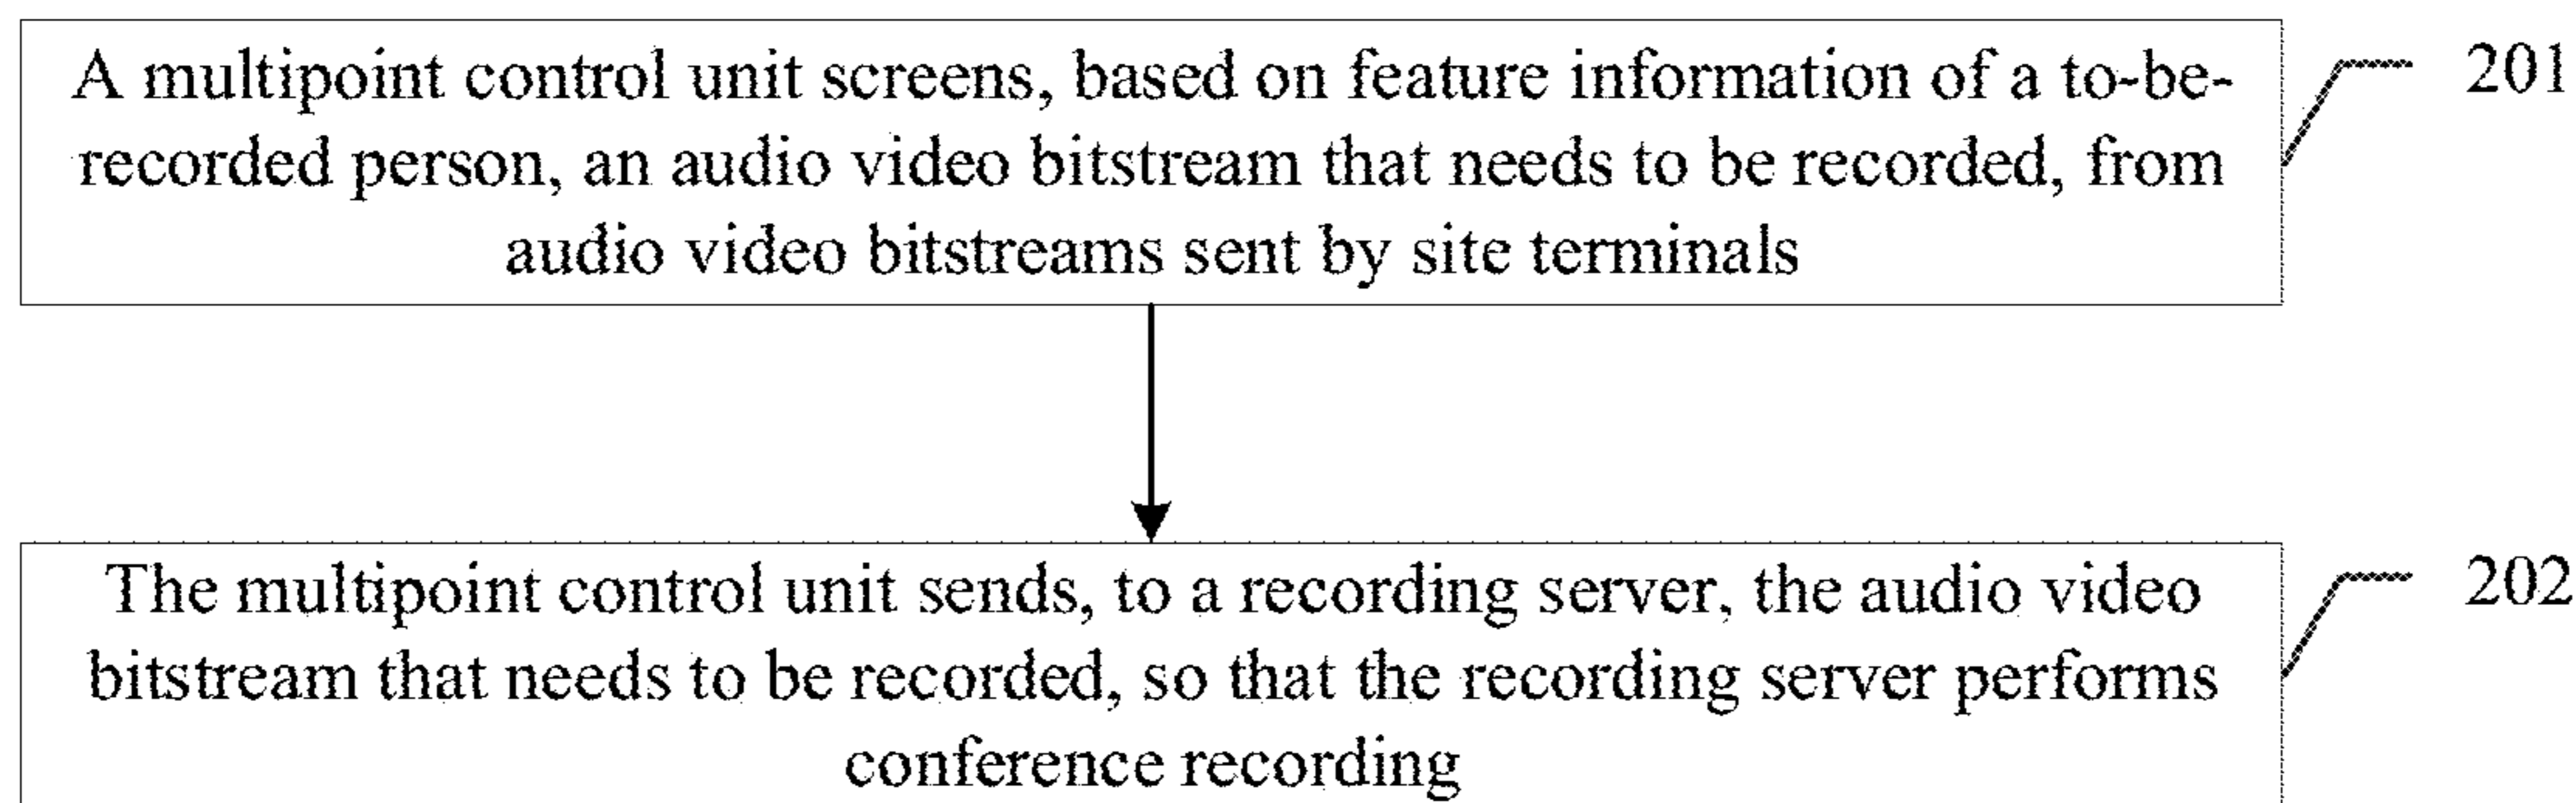 A multipoint control unit screens, based on feature information of a to-be-
recorded person, an audio video bitstream that needs to be recorded, from
audio video bitstreams sent by site terminals
201
The multipoint control unit sends, to a recording server, the audio video
bitstream that needs to be recorded, so that the recording server performs
conference recording
202